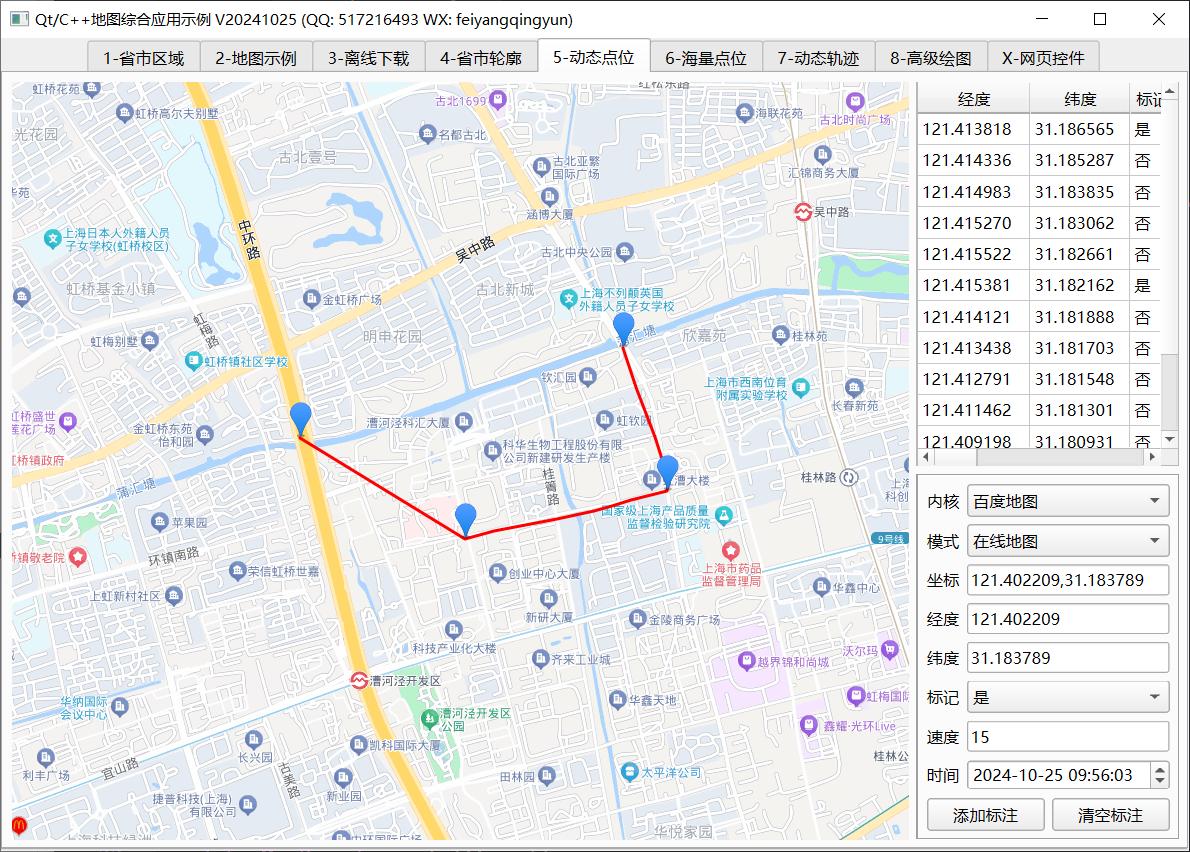 Qt/C++地图综合应用示例 V20241025 (QQ: 517216493 WX: feiyangqingyun)
1-省市区域
2-地图示例
3-离线下载
4-省市轮廓
5-动态点位
6-海量点位
7-动态轨迹
8-高级绘图
X-网页控件
虹桥花苑
虹桥高尔夫别墅
古北1699
名都古北
海联花苑
古北时尚广场
光花园
古北壹号
古北亚繁
国际广场
汇锦商务大厦
涵博大厦
吴中路
中环路
上海日本人外籍人员
子女学校(虹桥校区)
吴中路
古北中央公园
虹桥基金小镇
金虹桥广场
古北新城
上海不列颠英国
外籍人员子女学校
虹梅路
虹梅别墅
明申花园
欣嘉苑
桂林苑
虹桥镇社区学校
钦汇园
上海市西南位育
附属实验学校
长春新苑
虹桥盛世
莲花广场
金虹桥东苑
怡和园
漕河泾科汇大厦
虹钦园
科华生物工程股份有限
公司新建研发生产楼
虹桥镇政府
桂箐路
蒲汇塘
漕大楼
桂林路
国家级上海产品质量
监督检验研究院
苹果园
环镇南路
9号线
镇敬老院
荣信虹桥世嘉
创业中心大厦
上海市药品
监督管理局
华鑫中心
上虹新村社区
新研大厦
金陵商务广场
科技产业化大楼
齐来工业城
越界锦和尚城
沃尔玛
漕河泾开发区
华纳国际
会议中心
华鑫天地
虹梅国际
漕河泾开发区
公园
鑫耀·光环Live
长兴园
凯科国际大厦
桂林公
利丰广场
宜山路
古美路
新业园
田林园
太平洋公司
捷普科技(上海)
有限公司
华悦家园
经度 纬度 标记
121.413818 31.186565 是
121.414336 31.185287 否
121.414983 31.183835 否
121.415270 31.183062 否
121.415522 31.182661 否
121.415381 31.182162 是
121.414121 31.181888 否
121.413438 31.181703 否
121.412791 31.181548 否
121.411462 31.181301 否
121.409198 31.180931 否
内核 百度地图
模式 在线地图
坐标 121.402209,31.183789
经度 121.402209
纬度 31.183789
标记 是
速度 15
时间 2024-10-25 09:56:03
添加标注 清空标注